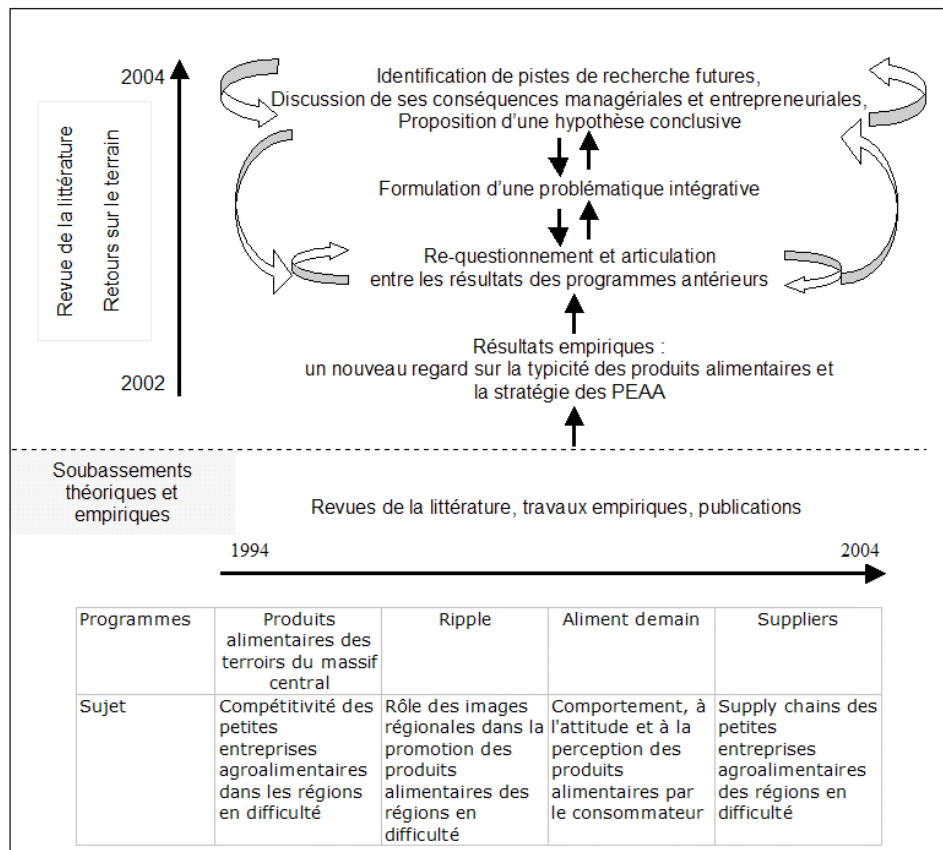 2004
Identification de pistes de recherche futures,
Discussion de ses conséquences managériales et entrepreneuriales,
Proposition d'une hypothèse conclusive
Revue de la littérature
Retours sur le terrain
Formulation d'une problématique intégrative
Re-questionnement et articulation
entre les résultats des programmes antérieurs
Résultats empiriques :
un nouveau regard sur la typicité des produits alimentaires et
la stratégie des PEAA
2002
Soubassements
théoriques et
empiriques
Revues de la littérature, travaux empiriques, publications
1994
2004
Programmes
Produits
alimentaires des
terroirs du massif
central
Ripple
Aliment demain
Suppliers
Sujet
Compétitivité des
petites
entreprises
agroalimentaires
dans les régions
en difficulté
Rôle des images
régionales dans la
promotion des
produits
alimentaires des
régions en
difficulté
Comportement, à
l'attitude et à la
perception des
produits
alimentaires par
le consommateur
Supply chains des
petites
entreprises
agroalimentaires
des régions en
difficulté